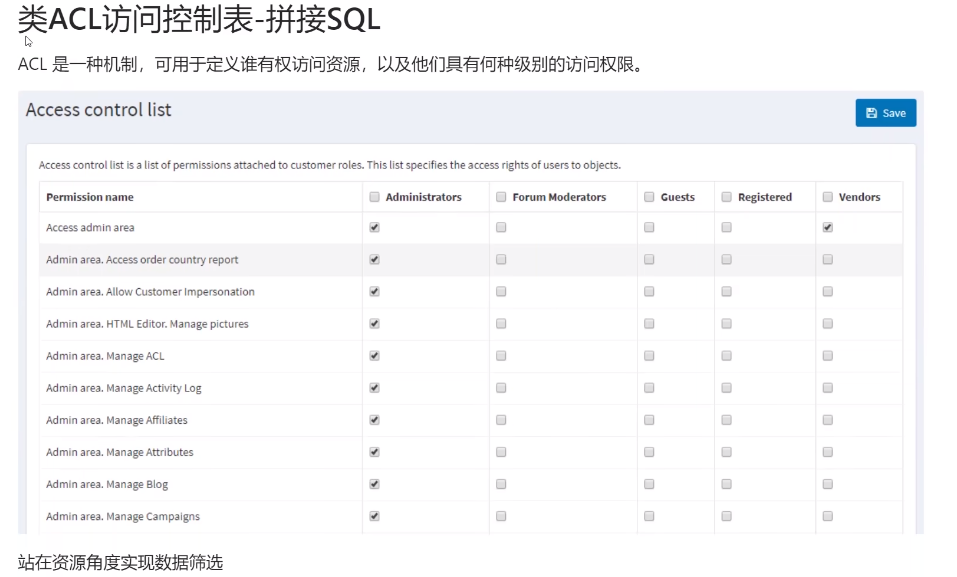 类ACL访问控制表-拼接SQL
ACL 是一种机制，可用于定义谁有权访问资源，以及他们具有何种级别的访问权限。
Access control list
Save
Access control list is a list of permissions attached to customer roles. This list specifies the access rights of users to objects.
Permission name Administrators Forum Moderators Guests Registered Vendors
Access admin area
Admin area. Access order country report
Admin area. Allow Customer Impersonation
Admin area. HTML Editor. Manage pictures
Admin area. Manage ACL
Admin area. Manage Activity Log
Admin area. Manage Affiliates
Admin area. Manage Attributes
Admin area. Manage Blog
Admin area. Manage Campaigns
站在资源角度实现数据筛选